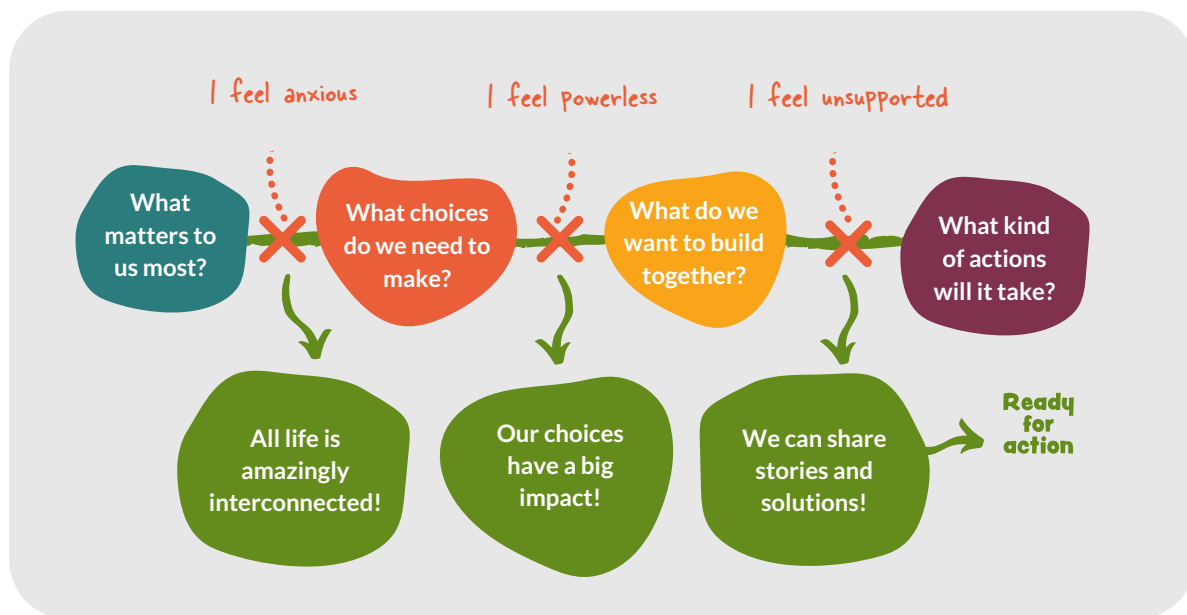 I feel anxious
I feel powerless
I feel unsupported
What
matters to
us most?
What choices
do we need to
make?
What do we
want to build
together?
What kind
of actions
will it take?
All life is
amazingly
interconnected!
Our choices
have a big
impact!
We can share
stories and
solutions!
Ready
for
action